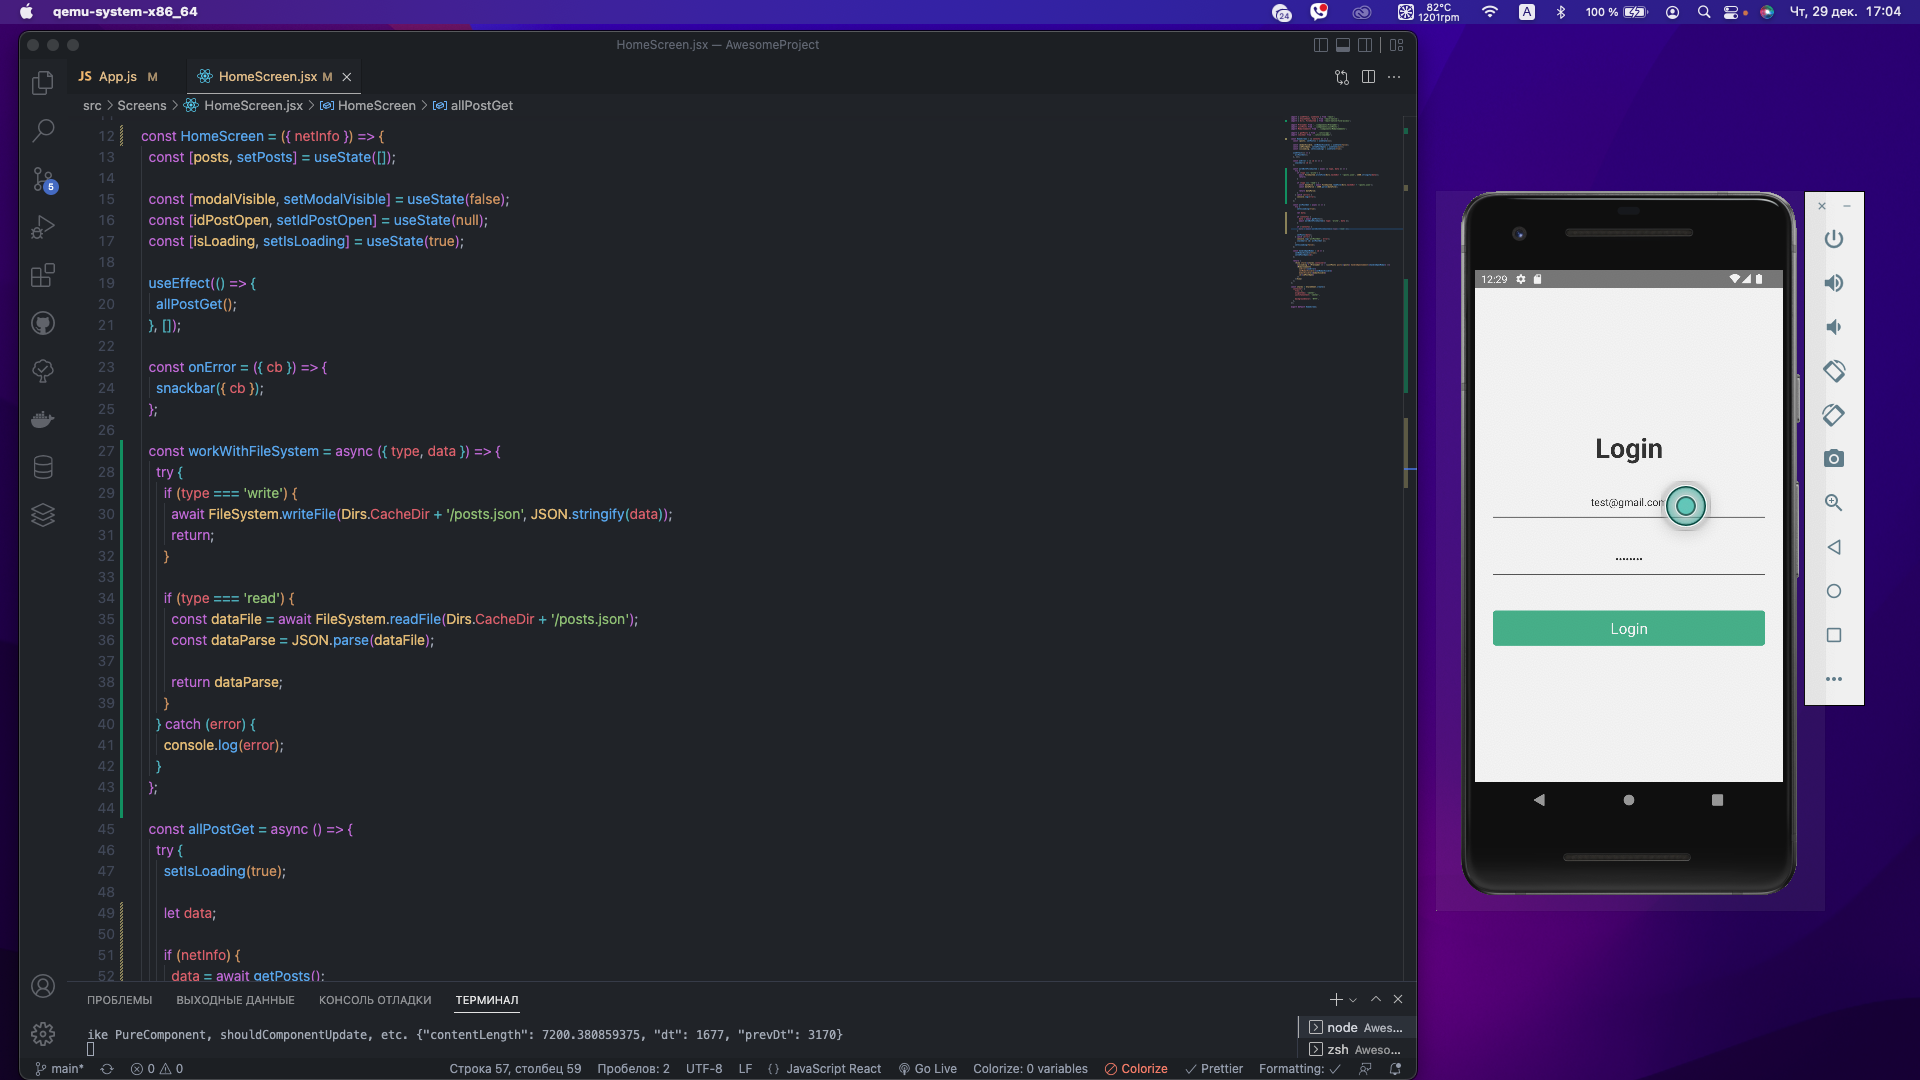 qemu-system-x86_64
24
82°C
1201rpm
A
100 %
Чт, 29 дек. 17:04
HomeScreen.jsx — AwesomeProject
JS App.js M
HomeScreen.jsx M
src > Screens > HomeScreen.jsx > HomeScreen > allPostGet
12 const HomeScreen = ({ netInfo }) => {
13 const [posts, setPosts] = useState([]);
14
15 const [modalVisible, setModalVisible] = useState(false);
16 const [idPostOpen, setIdPostOpen] = useState(null);
17 const [isLoading, setIsLoading] = useState(true);
18
19 useEffect(() => {
20 allPostGet();
21 }, []);
22
23 const onError = ({ cb }) => {
24 snackbar({ cb });
25 };
26
27 const workWithFileSystem = async ({ type, data }) => {
28 try {
29 if (type === 'write') {
30 await FileSystem.writeFile(Dirs.CacheDir + '/posts.json', JSON.stringify(data));
31 return;
32 }
33
34 if (type === 'read') {
35 const dataFile = await FileSystem.readFile(Dirs.CacheDir + '/posts.json');
36 const dataParse = JSON.parse(dataFile);
37
38 return dataParse;
39 }
40 } catch (error) {
41 console.log(error);
42 }
43 };
44
45 const allPostGet = async () => {
46 try {
47 setIsLoading(true);
48
49 let data;
50
51 if (netInfo) {
52 data = await getPosts();
5
ПРОБЛЕМЫ ВЫХОДНЫЕ ДАННЫЕ КОНСОЛЬ ОТЛАДКИ ТЕРМИНАЛ
ike PureComponent, shouldComponentUpdate, etc. {"contentLength": 7200.380859375, "dt": 1677, "prevDt": 3170}
node Awes...
zsh Aweso...
main* 0 0 Строка 57, столбец 59 Пробелов: 2 UTF-8 LF {} JavaScript React Go Live Colorize: 0 variables Colorize Prettier Formatting:
12:29
Login
test@gmail.com
Login